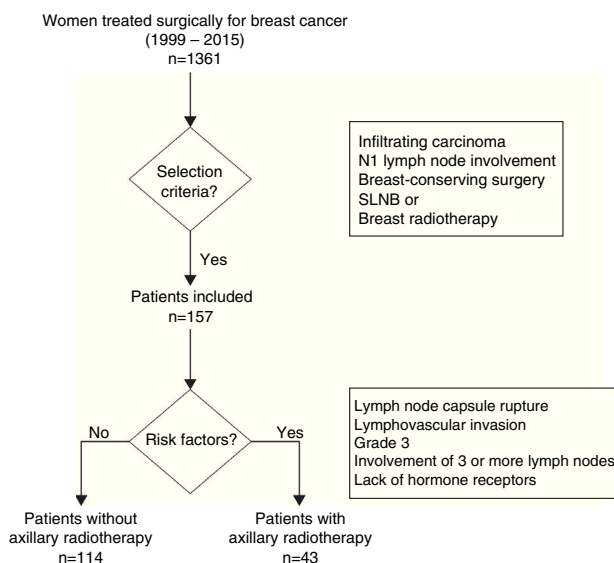 Women treated surgically for breast cancer
(1999 – 2015)
n=1361
Selection
criteria?
Infiltrating carcinoma
N1 lymph node involvement
Breast-conserving surgery
SLNB or
Breast radiotherapy
Yes
Patients included
n=157
Risk factors?
No
Yes
Lymph node capsule rupture
Lymphovascular invasion
Grade 3
Involvement of 3 or more lymph nodes
Lack of hormone receptors
Patients without
axillary radiotherapy
n=114
Patients with
axillary radiotherapy
n=43